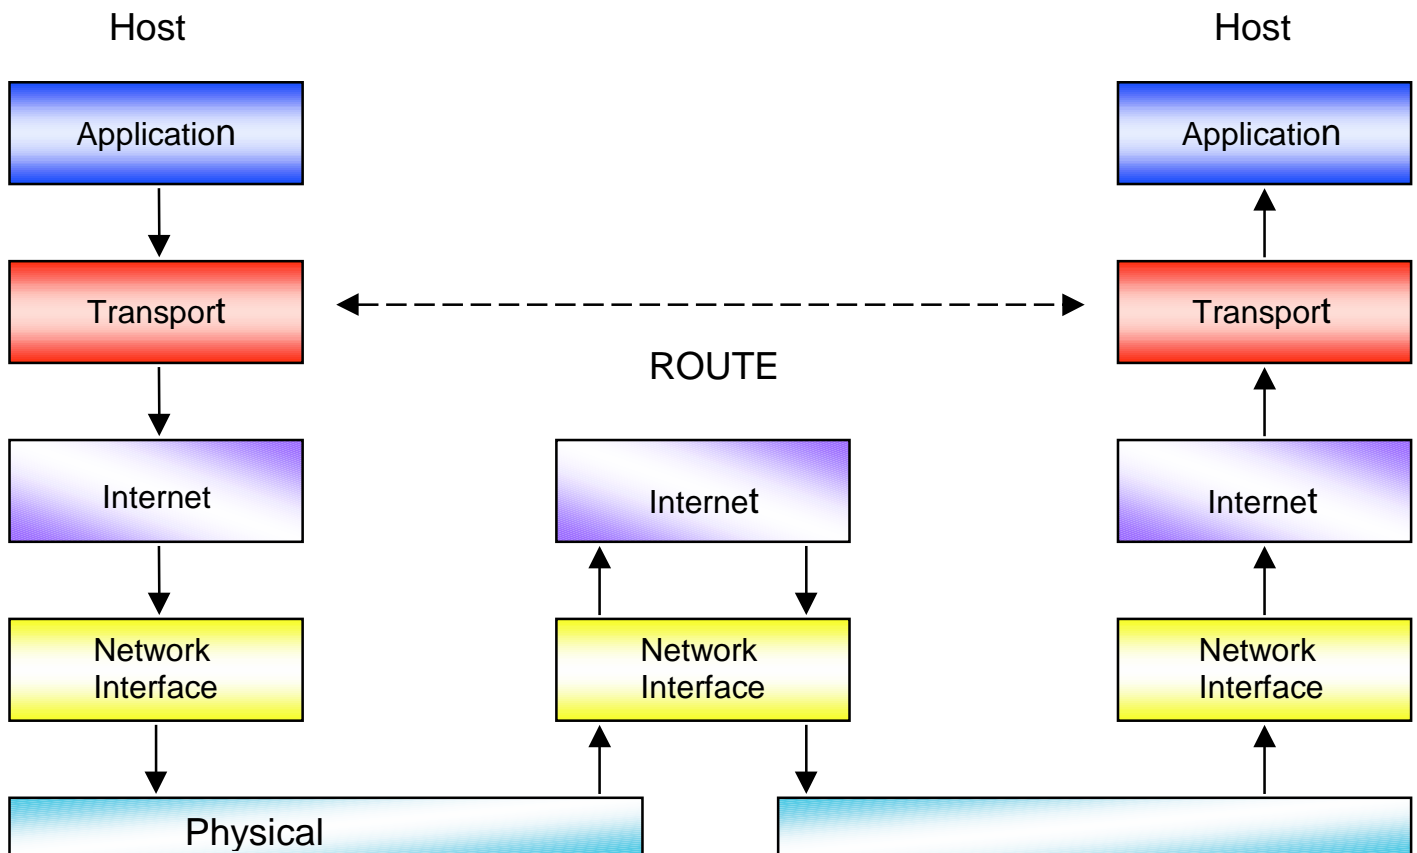 Host
Host
Application
Application
Transport
Transport
ROUTE
Internet
Internet
Internet
Network
Interface
Network
Interface
Network
Interface
Physical